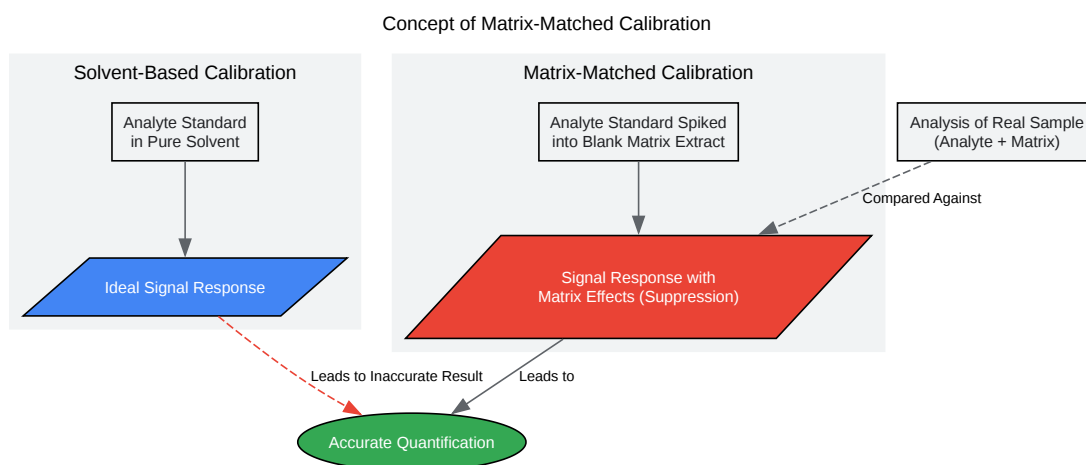 Concept of Matrix-Matched Calibration
Solvent-Based Calibration
Analyte Standard
in Pure Solvent
Ideal Signal Response
Matrix-Matched Calibration
Analyte Standard Spiked
into Blank Matrix Extract
Signal Response with
Matrix Effects (Suppression)
Analysis of Real Sample
(Analyte + Matrix)
Compared Against
Leads to Inaccurate Result
Leads to
Accurate Quantification